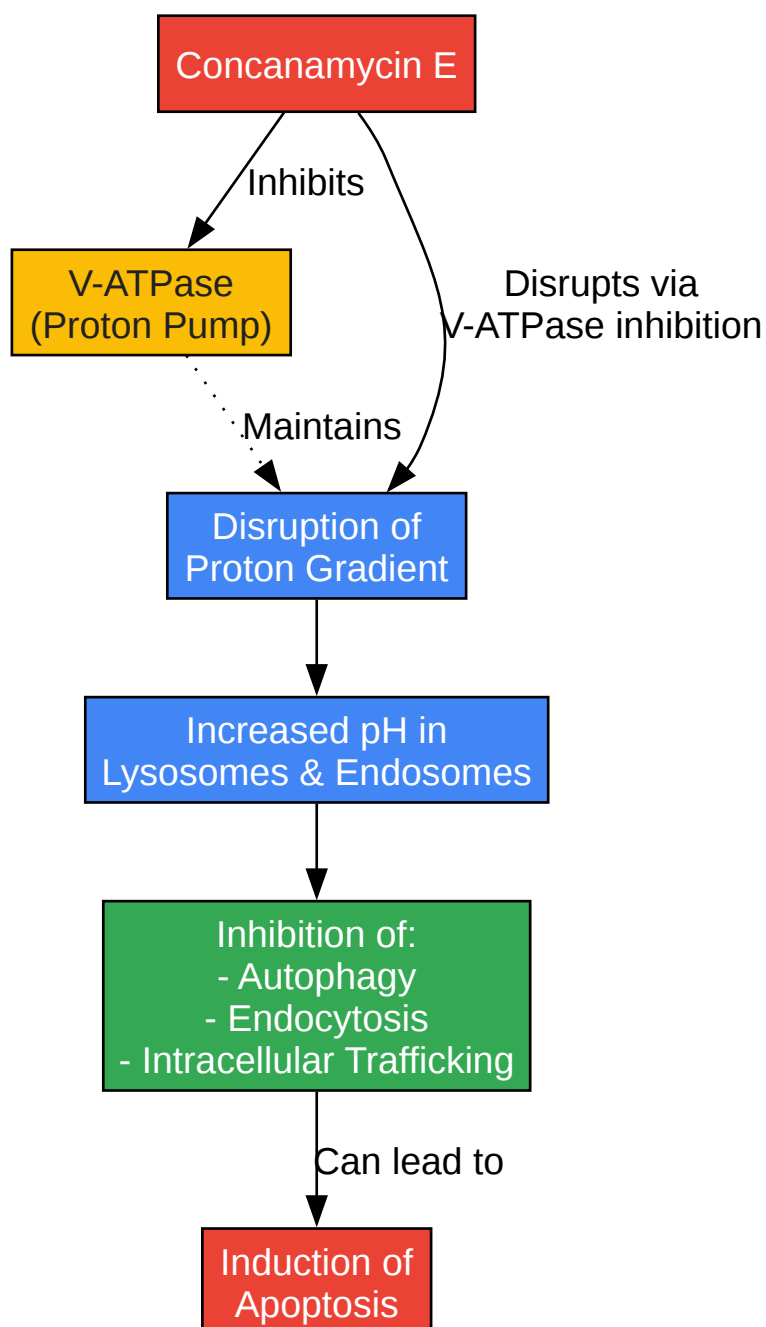 Concanamycin E
Inhibits
V-ATPase
(Proton Pump)
Disrupts via
V-ATPase inhibition
Maintains
Disruption of
Proton Gradient
Increased pH in
Lysosomes & Endosomes
Inhibition of:
- Autophagy
- Endocytosis
- Intracellular Trafficking
Can lead to
Induction of
Apoptosis